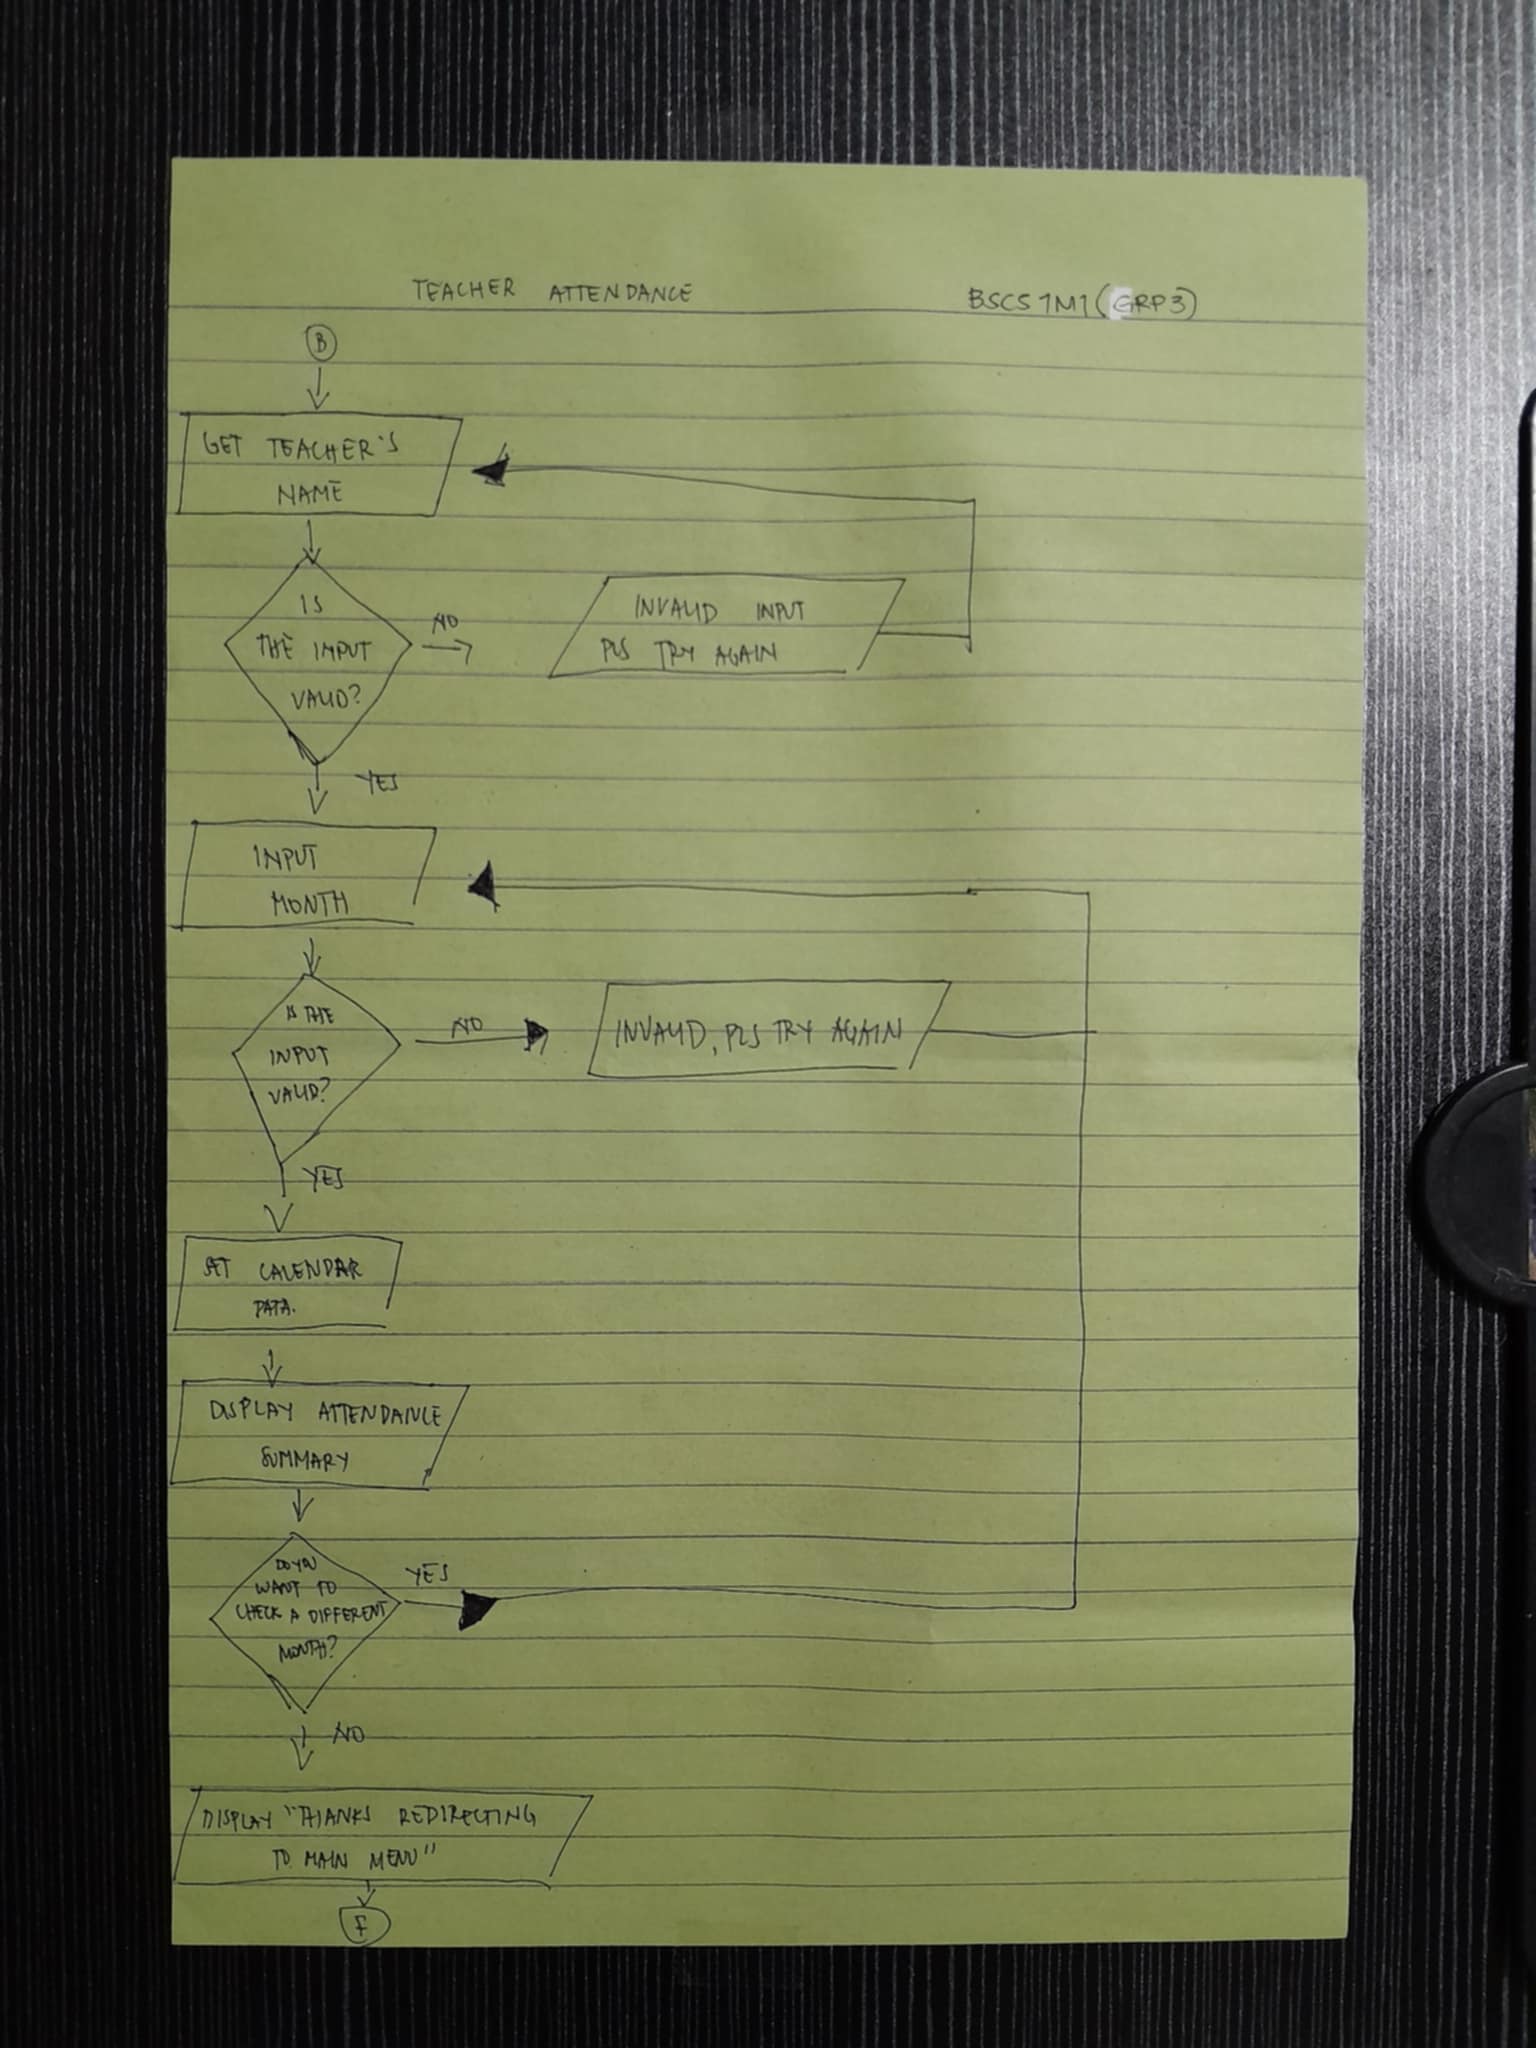 TEACHER ATTENDANCE
BSCS 1M1 (GRP3)
B
GET TEACHER'S
NAME
IS
THE INPUT
VALID?
NO
INVALID INPUT
PLS TRY AGAIN
YES
INPUT
MONTH
IS THE
INPUT
VALID?
NO
INVALID, PLS TRY AGAIN
YES
CALENDAR
DATA.
DISPLAY ATTENDANCE
SUMMARY
DO YOU
WANT TO
CHECK A DIFFERENT
MONTH?
YES
NO
DISPLAY "THANKS REDIRECTING
TO MAIN MENU"